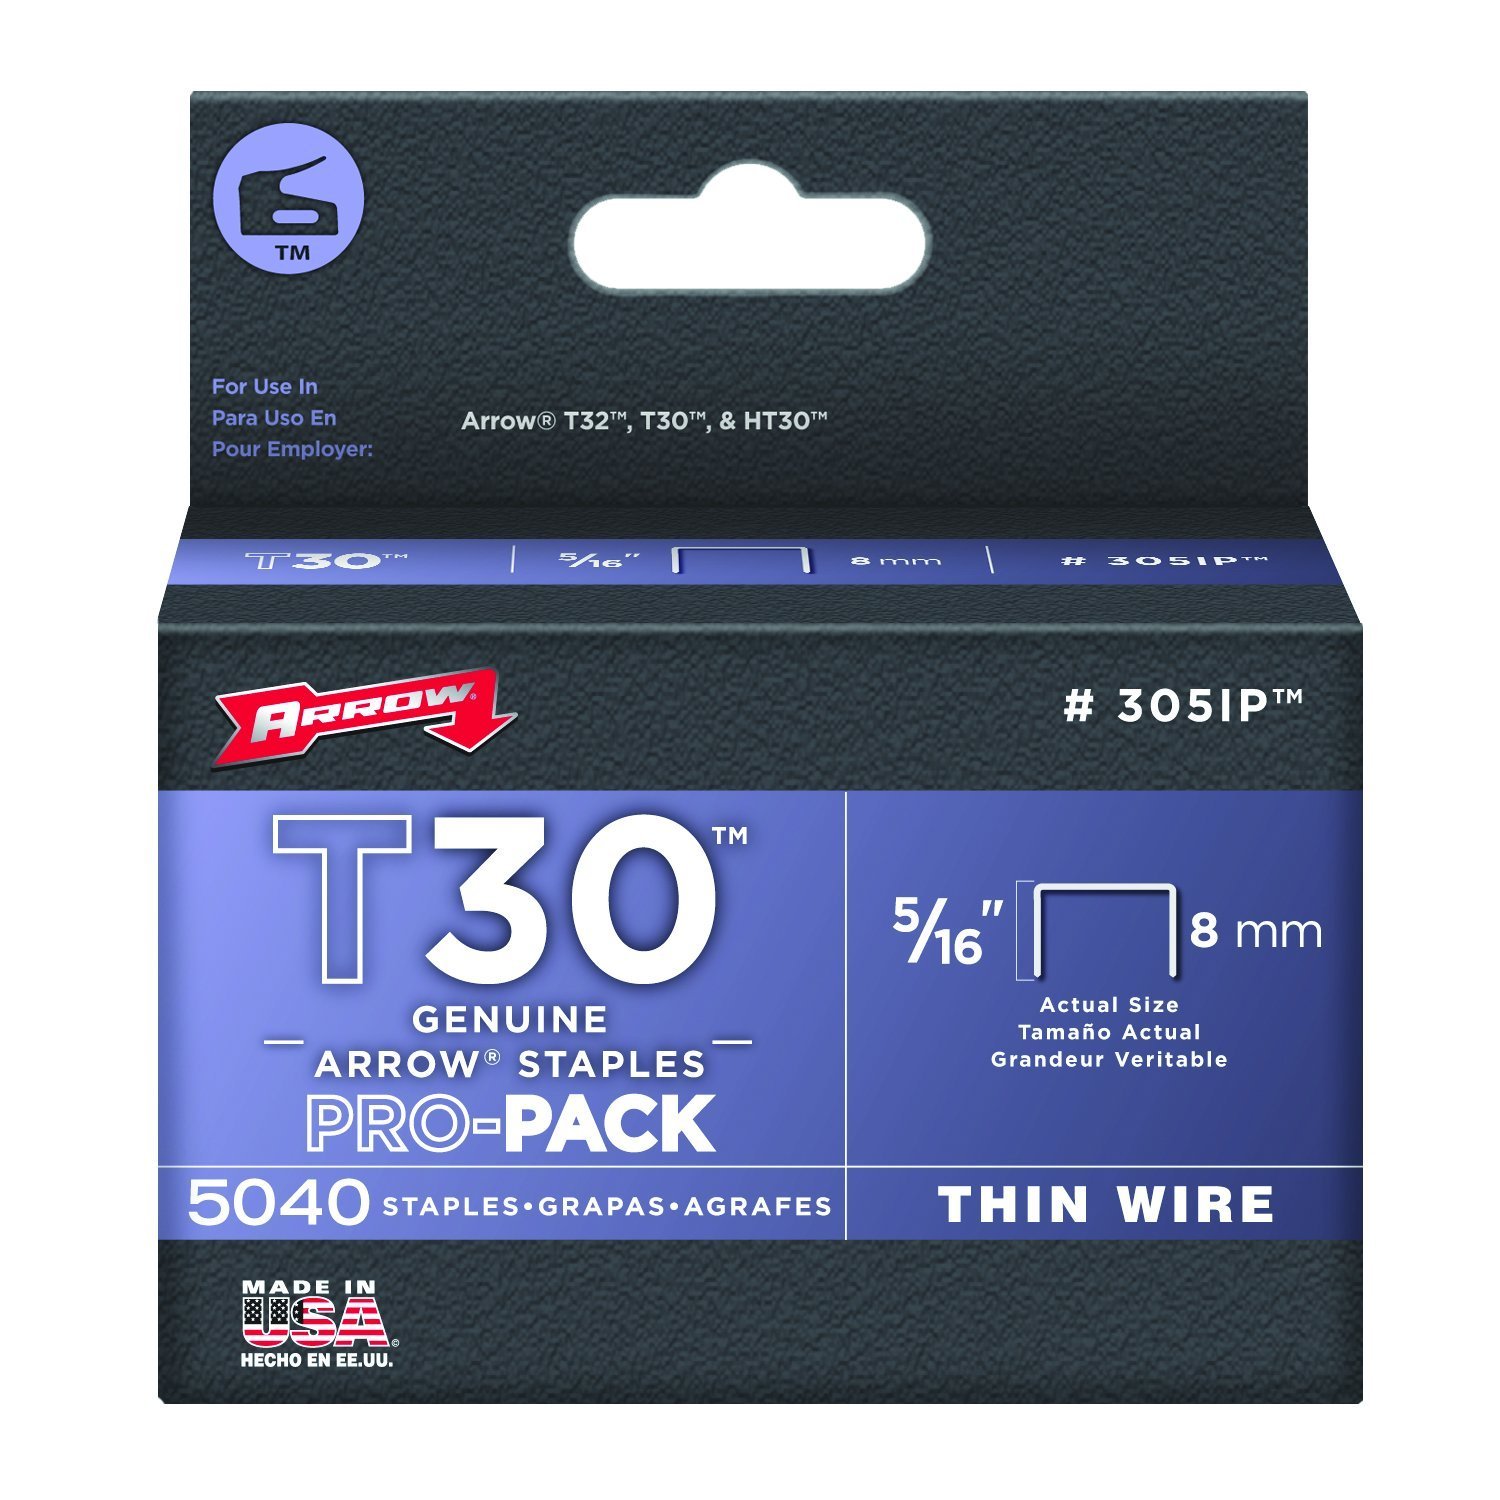 TM
For Use In
Para Uso En
Pour Employer:
Arrow® T32™, T30™, & HT30™
T30™ 5/16" 8 mm # 305IP™
ARROW®
# 305IP™
T30™
GENUINE
ARROW® STAPLES
PRO-PACK
5/16" 8 mm
Actual Size
Tamaño Actual
Grandeur Veritable
5040 STAPLES•GRAPAS•AGRAFES
THIN WIRE
MADE IN
USA©
HECHO EN EE.UU.